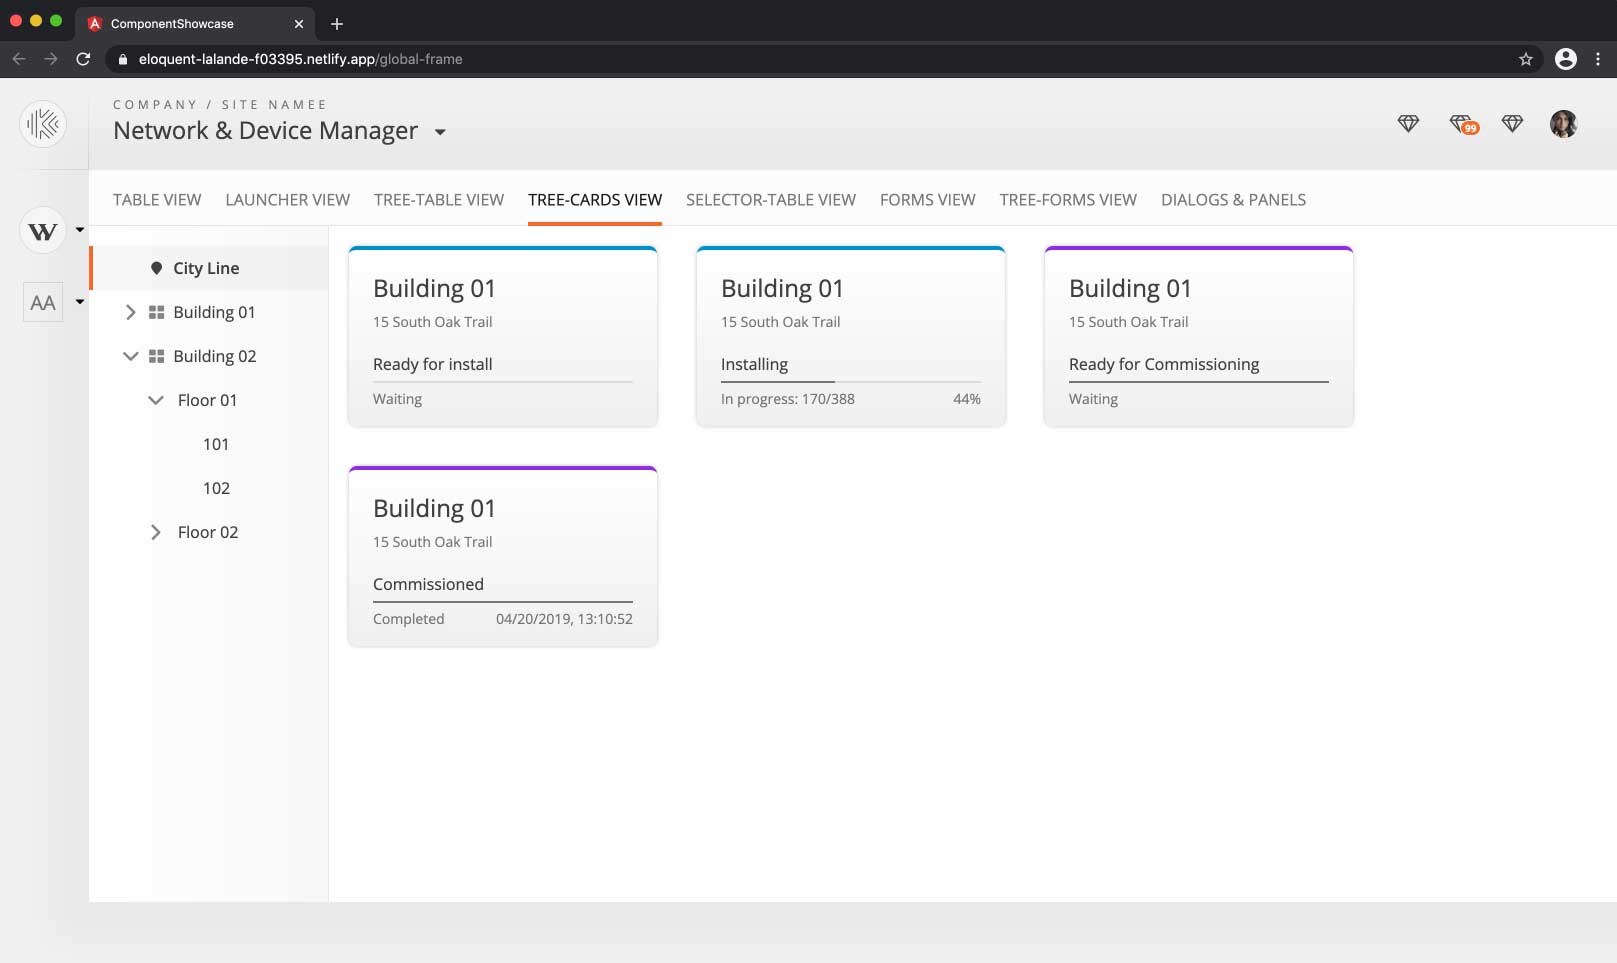 ComponentShowcase
eloquent-lalande-f03395.netlify.app/global-frame
COMPANY / SITE NAMEE
Network & Device Manager
99
TABLE VIEW LAUNCHER VIEW TREE-TABLE VIEW TREE-CARDS VIEW SELECTOR-TABLE VIEW FORMS VIEW TREE-FORMS VIEW DIALOGS & PANELS
W
AA
City Line
Building 01
Building 02
Floor 01
101
102
Floor 02
Building 01
15 South Oak Trail
Ready for install
Waiting
Building 01
15 South Oak Trail
Installing
In progress: 170/388 44%
Building 01
15 South Oak Trail
Ready for Commissioning
Waiting
Building 01
15 South Oak Trail
Commissioned
Completed 04/20/2019, 13:10:52